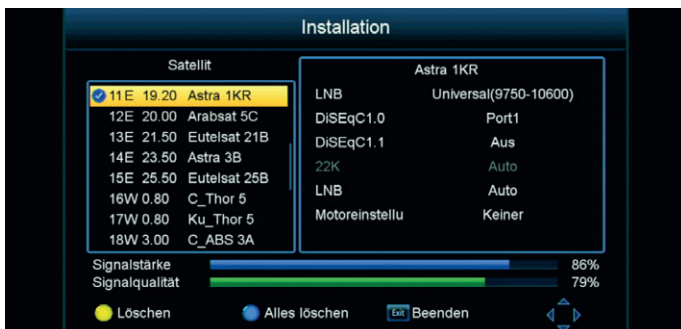 Installation
Satellit
11E 19.20 Astra 1KR
12E 20.00 Arabsat 5C
13E 21.50 Eutelsat 21B
14E 23.50 Astra 3B
15E 25.50 Eutelsat 25B
16W 0.80 C_Thor 5
17W 0.80 Ku_Thor 5
18W 3.00 C_ABS 3A
Astra 1KR
LNB Universal(9750-10600)
DiSEqC1.0 Port1
DiSEqC1.1 Aus
22K Auto
LNB Auto
Motoreinstellu Keiner
Signalstärke 86%
Signalqualität 79%
Löschen Alles löschen Exit Beenden